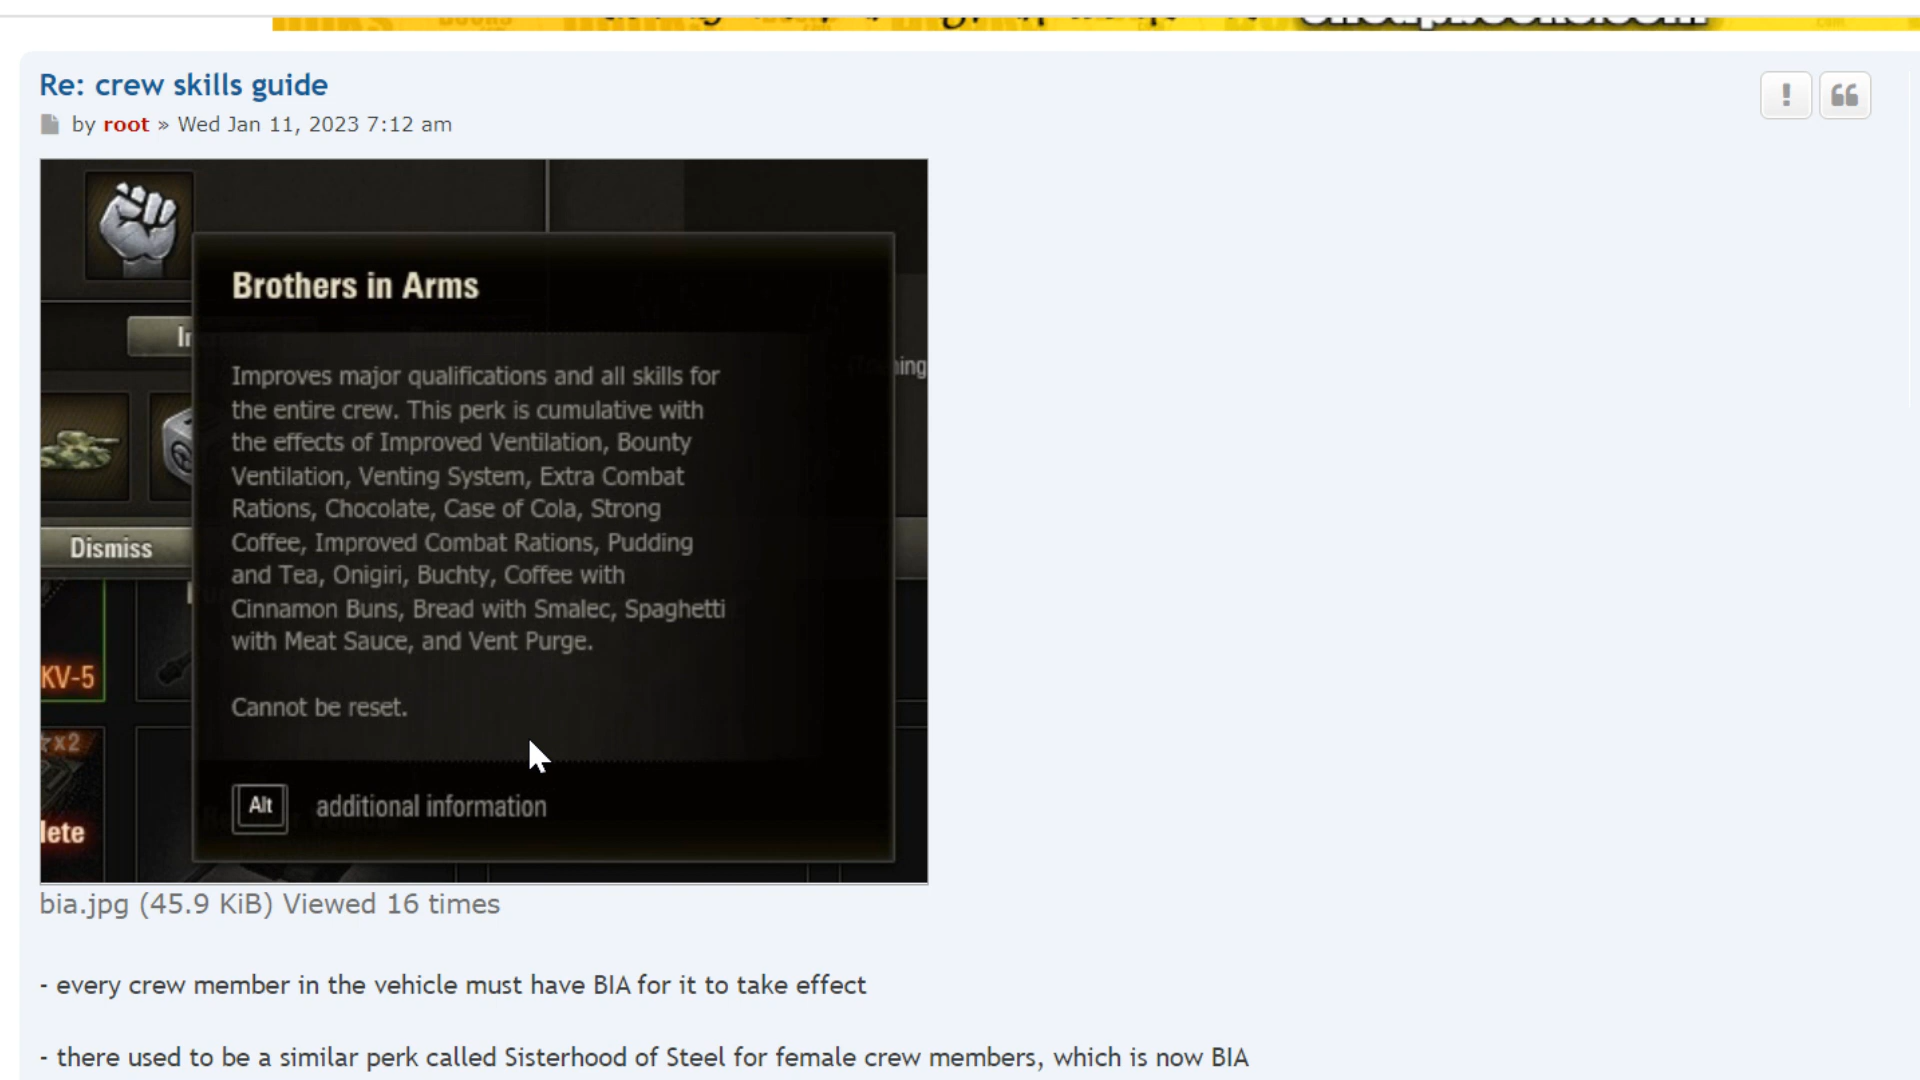 Re: crew skills guide
by root » Wed Jan 11, 2023 7:12 am
Brothers in Arms
Improves major qualifications and all skills for
the entire crew. This perk is cumulative with
the effects of Improved Ventilation, Bounty
Ventilation, Venting System, Extra Combat
Rations, Chocolate, Case of Cola, Strong
Coffee, Improved Combat Rations, Pudding
and Tea, Onigiri, Buchty, Coffee with
Cinnamon Buns, Bread with Smalec, Spaghetti
with Meat Sauce, and Vent Purge.
Cannot be reset.
Alt additional information
Dismiss
KV-5
x2
lete
bia.jpg (45.9 KiB) Viewed 16 times
- every crew member in the vehicle must have BIA for it to take effect
- there used to be a similar perk called Sisterhood of Steel for female crew members, which is now BIA